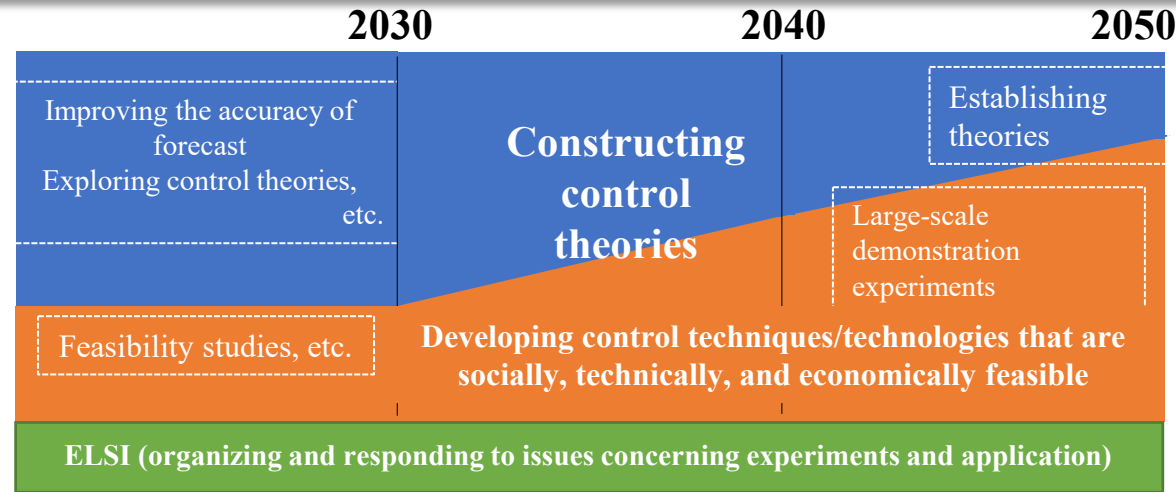 2030
2040
2050
Improving the accuracy of
forecast
Exploring control theories,
etc.
Constructing
control
theories
Establishing
theories
Large-scale
demonstration
experiments
Feasibility studies, etc.
Developing control techniques/technologies that are
socially, technically, and economically feasible
ELSI (organizing and responding to issues concerning experiments and application)